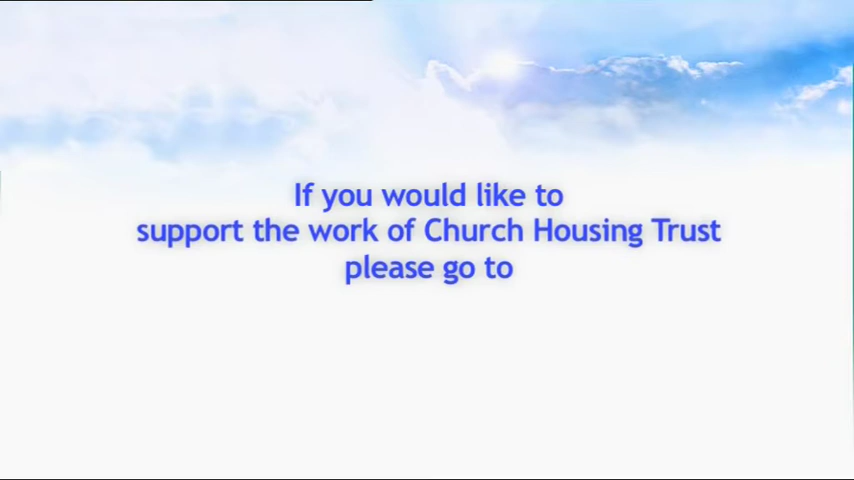 If you would like to
support the work of Church Housing Trust
please go to